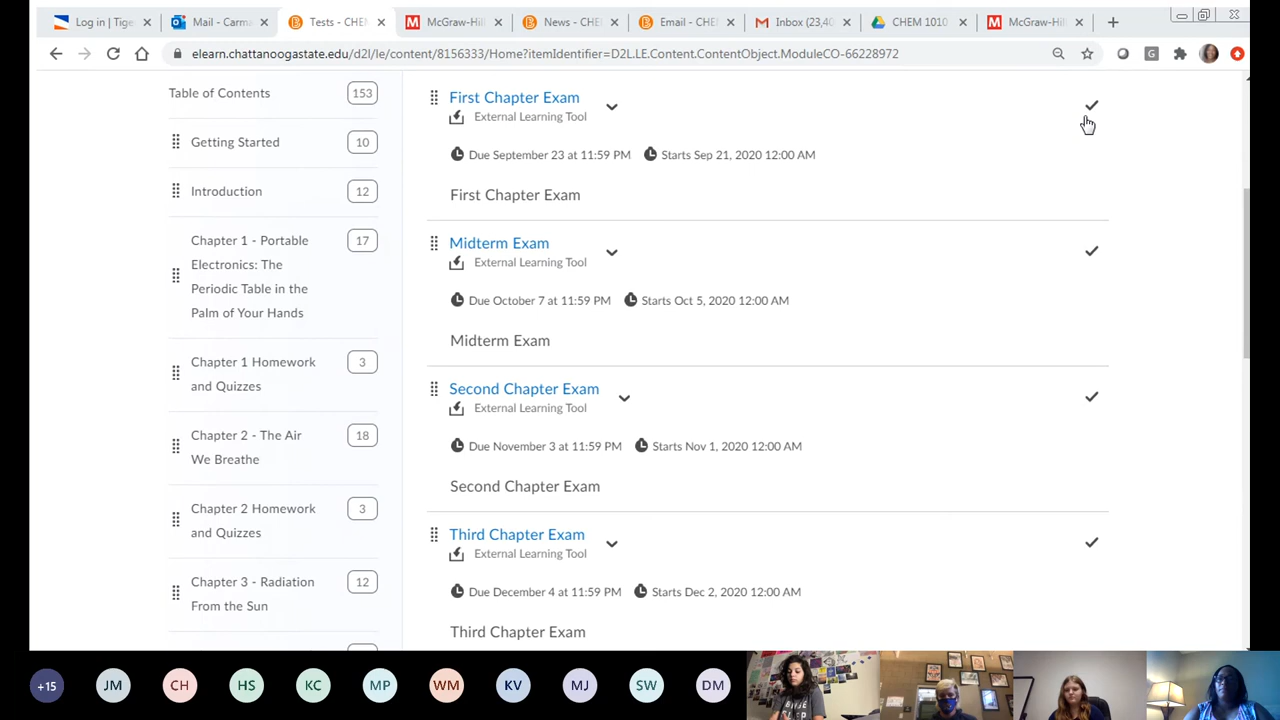 Log in | Tige
Mail - Carma
Tests - CHEM
McGraw-Hill
News - CHE
Email - CHEM
Inbox (23,40
CHEM 1010
McGraw-Hill
elearn.chattanoogastate.edu/d2l/le/content/8156333/Home?itemIdentifier=D2L.LE.Content.ContentObject.ModuleCO-66228972
Table of Contents 153
Getting Started 10
Introduction 12
Chapter 1 - Portable 17
Electronics: The
Periodic Table in the
Palm of Your Hands
Chapter 1 Homework 3
and Quizzes
Chapter 2 - The Air 18
We Breathe
Chapter 2 Homework 3
and Quizzes
Chapter 3 - Radiation 12
From the Sun
First Chapter Exam
External Learning Tool
Due September 23 at 11:59 PM Starts Sep 21, 2020 12:00 AM
First Chapter Exam
Midterm Exam
External Learning Tool
Due October 7 at 11:59 PM Starts Oct 5, 2020 12:00 AM
Midterm Exam
Second Chapter Exam
External Learning Tool
Due November 3 at 11:59 PM Starts Nov 1, 2020 12:00 AM
Second Chapter Exam
Third Chapter Exam
External Learning Tool
Due December 4 at 11:59 PM Starts Dec 2, 2020 12:00 AM
Third Chapter Exam
+15 JM CH HS KC MP WM KV MJ SW DM